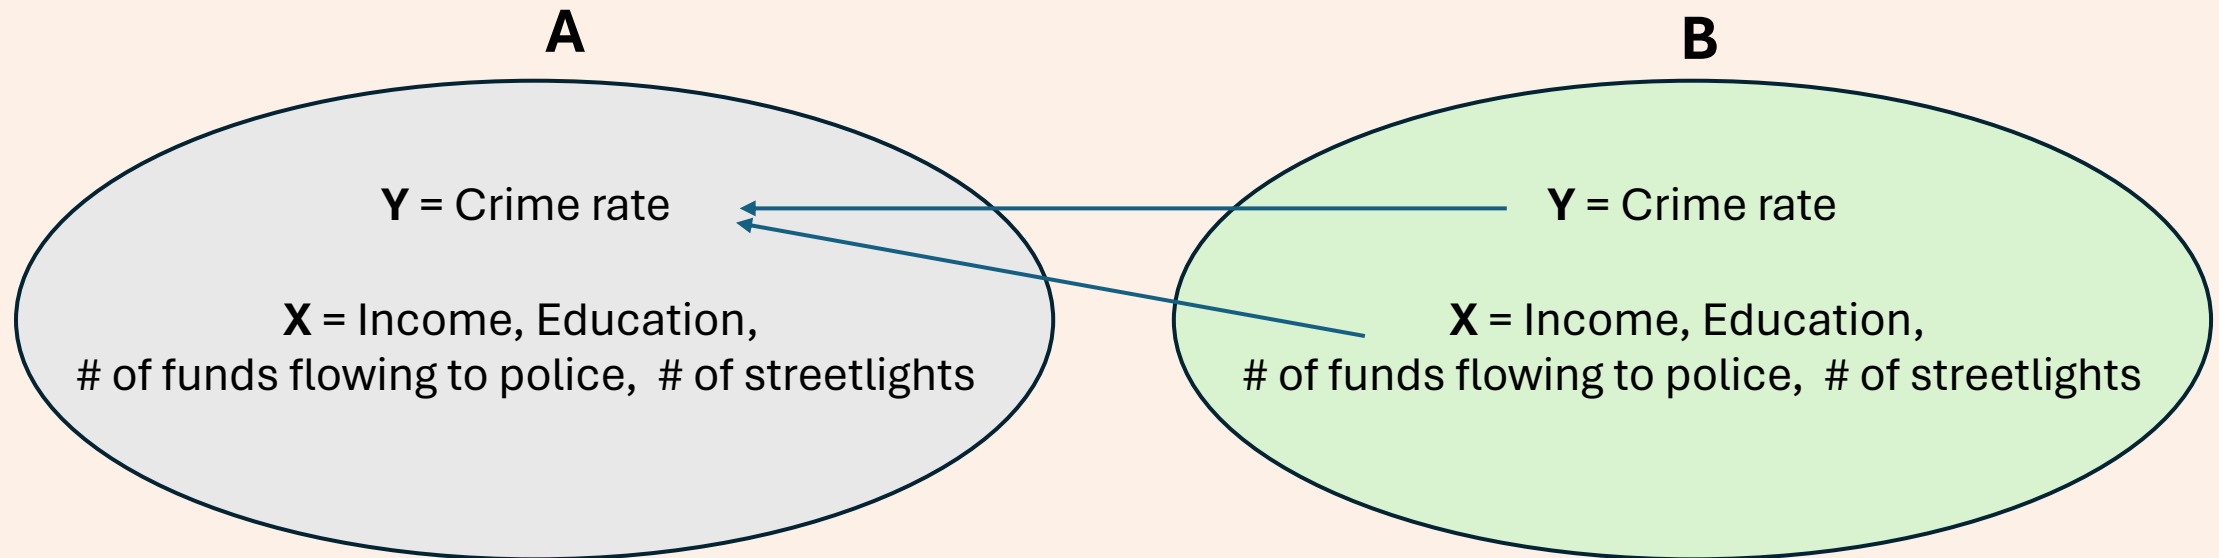 A
B
Y = Crime rate
Y = Crime rate
X = Income, Education,
# of funds flowing to police, # of streetlights
X = Income, Education,
# of funds flowing to police, # of streetlights